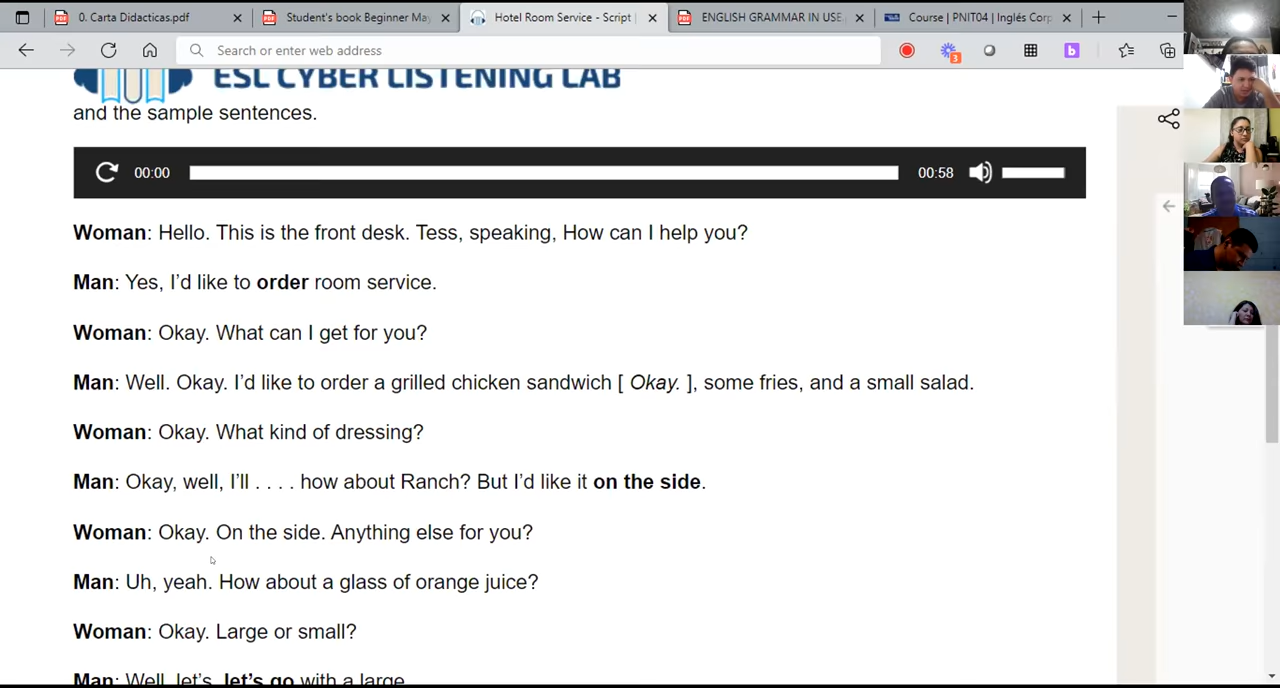 0. Carta Didacticas.pdf
Student's book Beginner May
Hotel Room Service - Script |
ENGLISH GRAMMAR IN USE
Course | PNIT04 | Inglés Corp
Search or enter web address
3
b
ESL CYBER LISTENING LAB
and the sample sentences.
00:00
00:58
Woman: Hello. This is the front desk. Tess, speaking, How can I help you?
Man: Yes, I'd like to order room service.
Woman: Okay. What can I get for you?
Man: Well. Okay. I'd like to order a grilled chicken sandwich [ Okay. ], some fries, and a small salad.
Woman: Okay. What kind of dressing?
Man: Okay, well, I'll . . . . how about Ranch? But I'd like it on the side.
Woman: Okay. On the side. Anything else for you?
Man: Uh, yeah. How about a glass of orange juice?
Woman: Okay. Large or small?
Man: Well, let's, let's go with a large